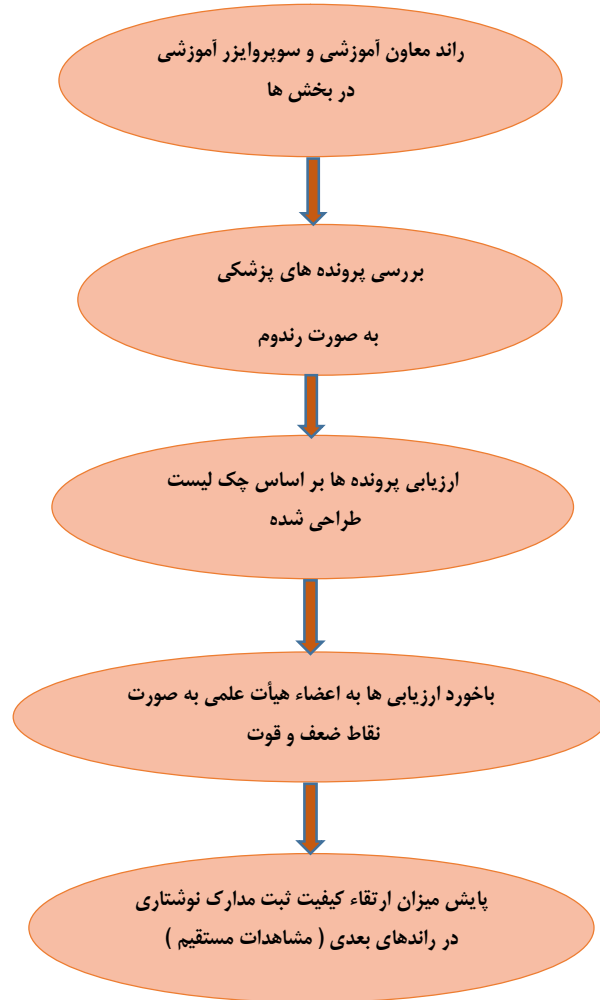 راند معاون آموزشی و سوپروایزر آموزشی
در بخش ها
بررسی پرونده های پزشکی
به صورت رندوم
ارزیابی پرونده ها بر اساس چک لیست
طراحی شده
باخورد ارزیابی ها به اعضاء هیأت علمی به صورت
نقاط ضعف و قوت
پایش میزان ارتقاء کیفیت ثبت مدارک نوشتاری
در راندهای بعدی ( مشاهدات مستقیم )